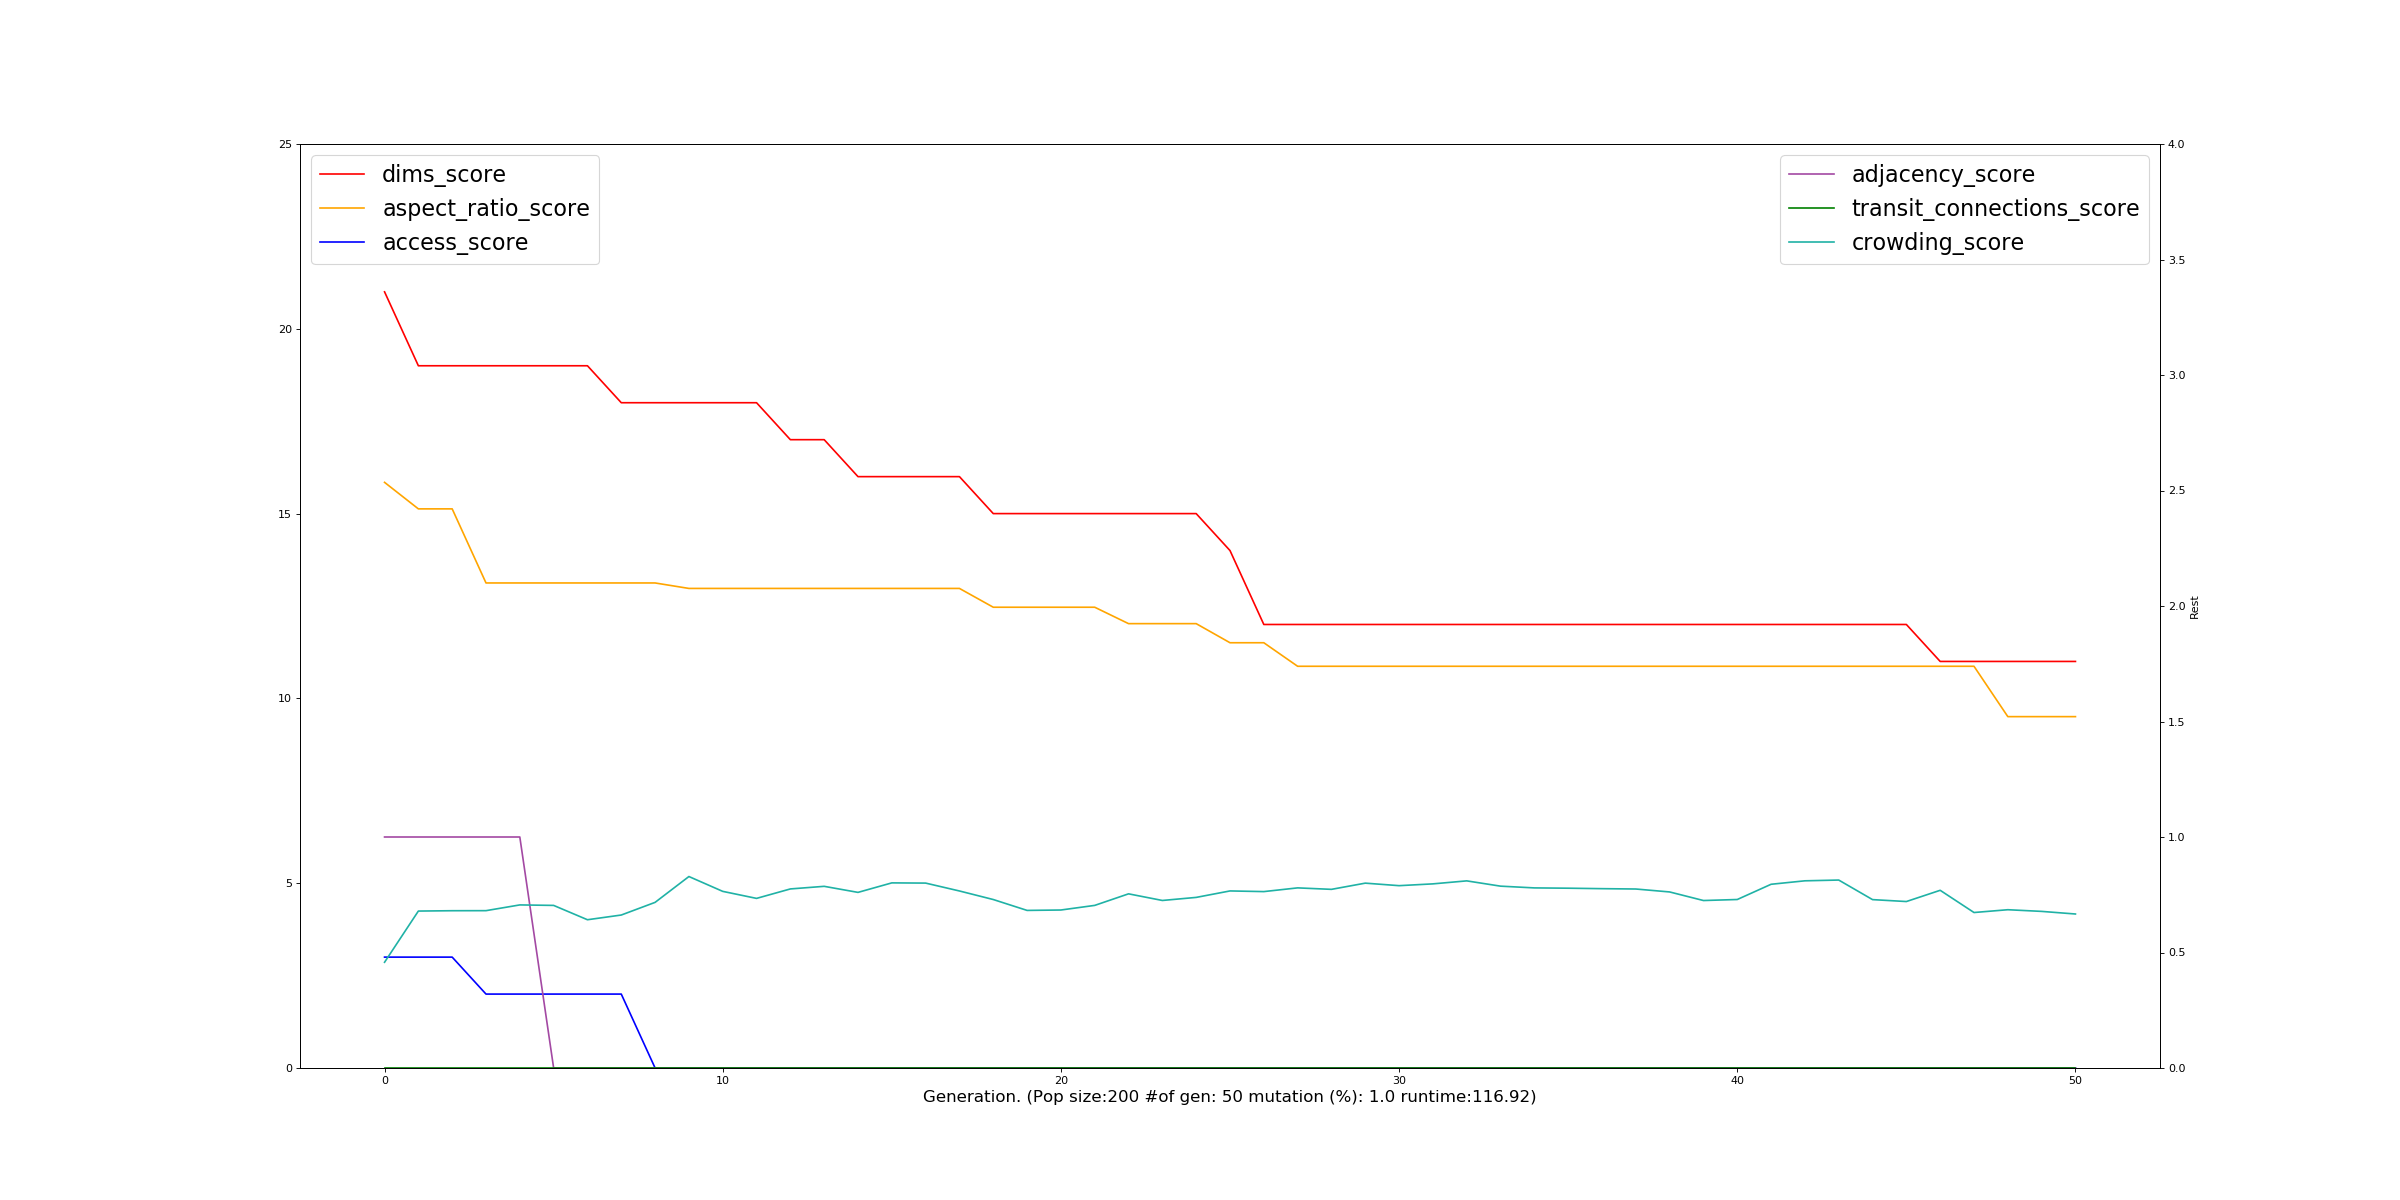 dims_score
aspect_ratio_score
access_score
adjacency_score
transit_connections_score
crowding_score
25
20
15
10
5
0
4.0
3.5
3.0
2.5
2.0
1.5
1.0
0.5
0.0
Rest
0 10 20 30 40 50
Generation. (Pop size:200 #of gen: 50 mutation (%): 1.0 runtime:116.92)